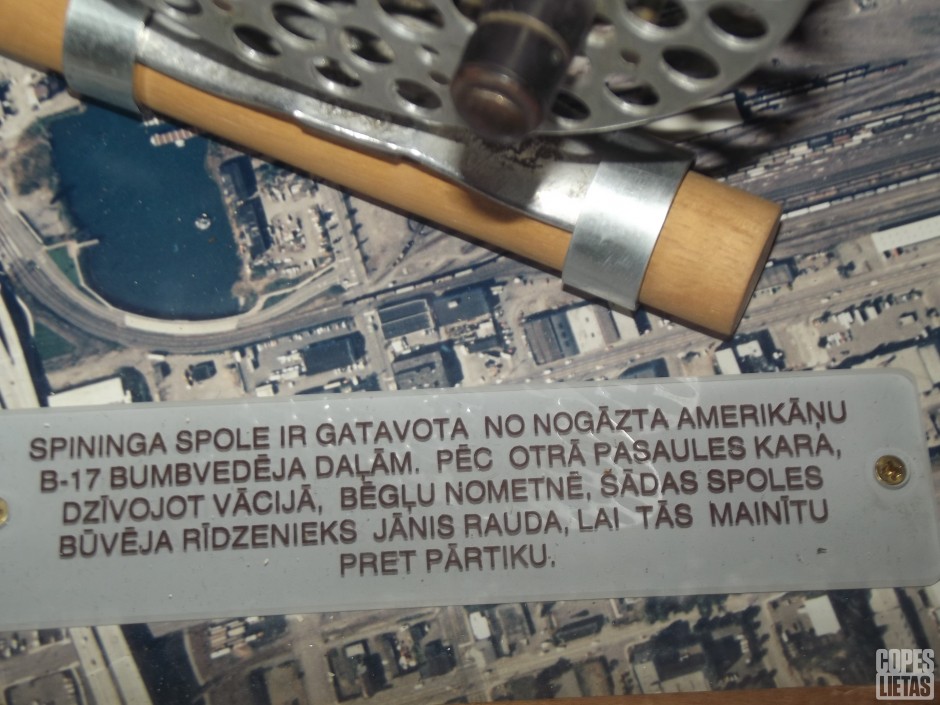 SPININGA SPOLE IR GATAVOTA NO NOGĀZTA AMERIKĀŅU
B-17 BUMBVEDĒJA DAĻĀM. PĒC OTRĀ PASAULES KARA,
DZĪVOJOT VĀCIJĀ, BĒGĻU NOMETNĒ, ŠĀDAS SPOLES
BŪVĒJA RĪDZENIEKS JĀNIS RAUDA, LAI TĀS MAINĪTU
PRET PĀRTIKU.
COPES
LIETAS